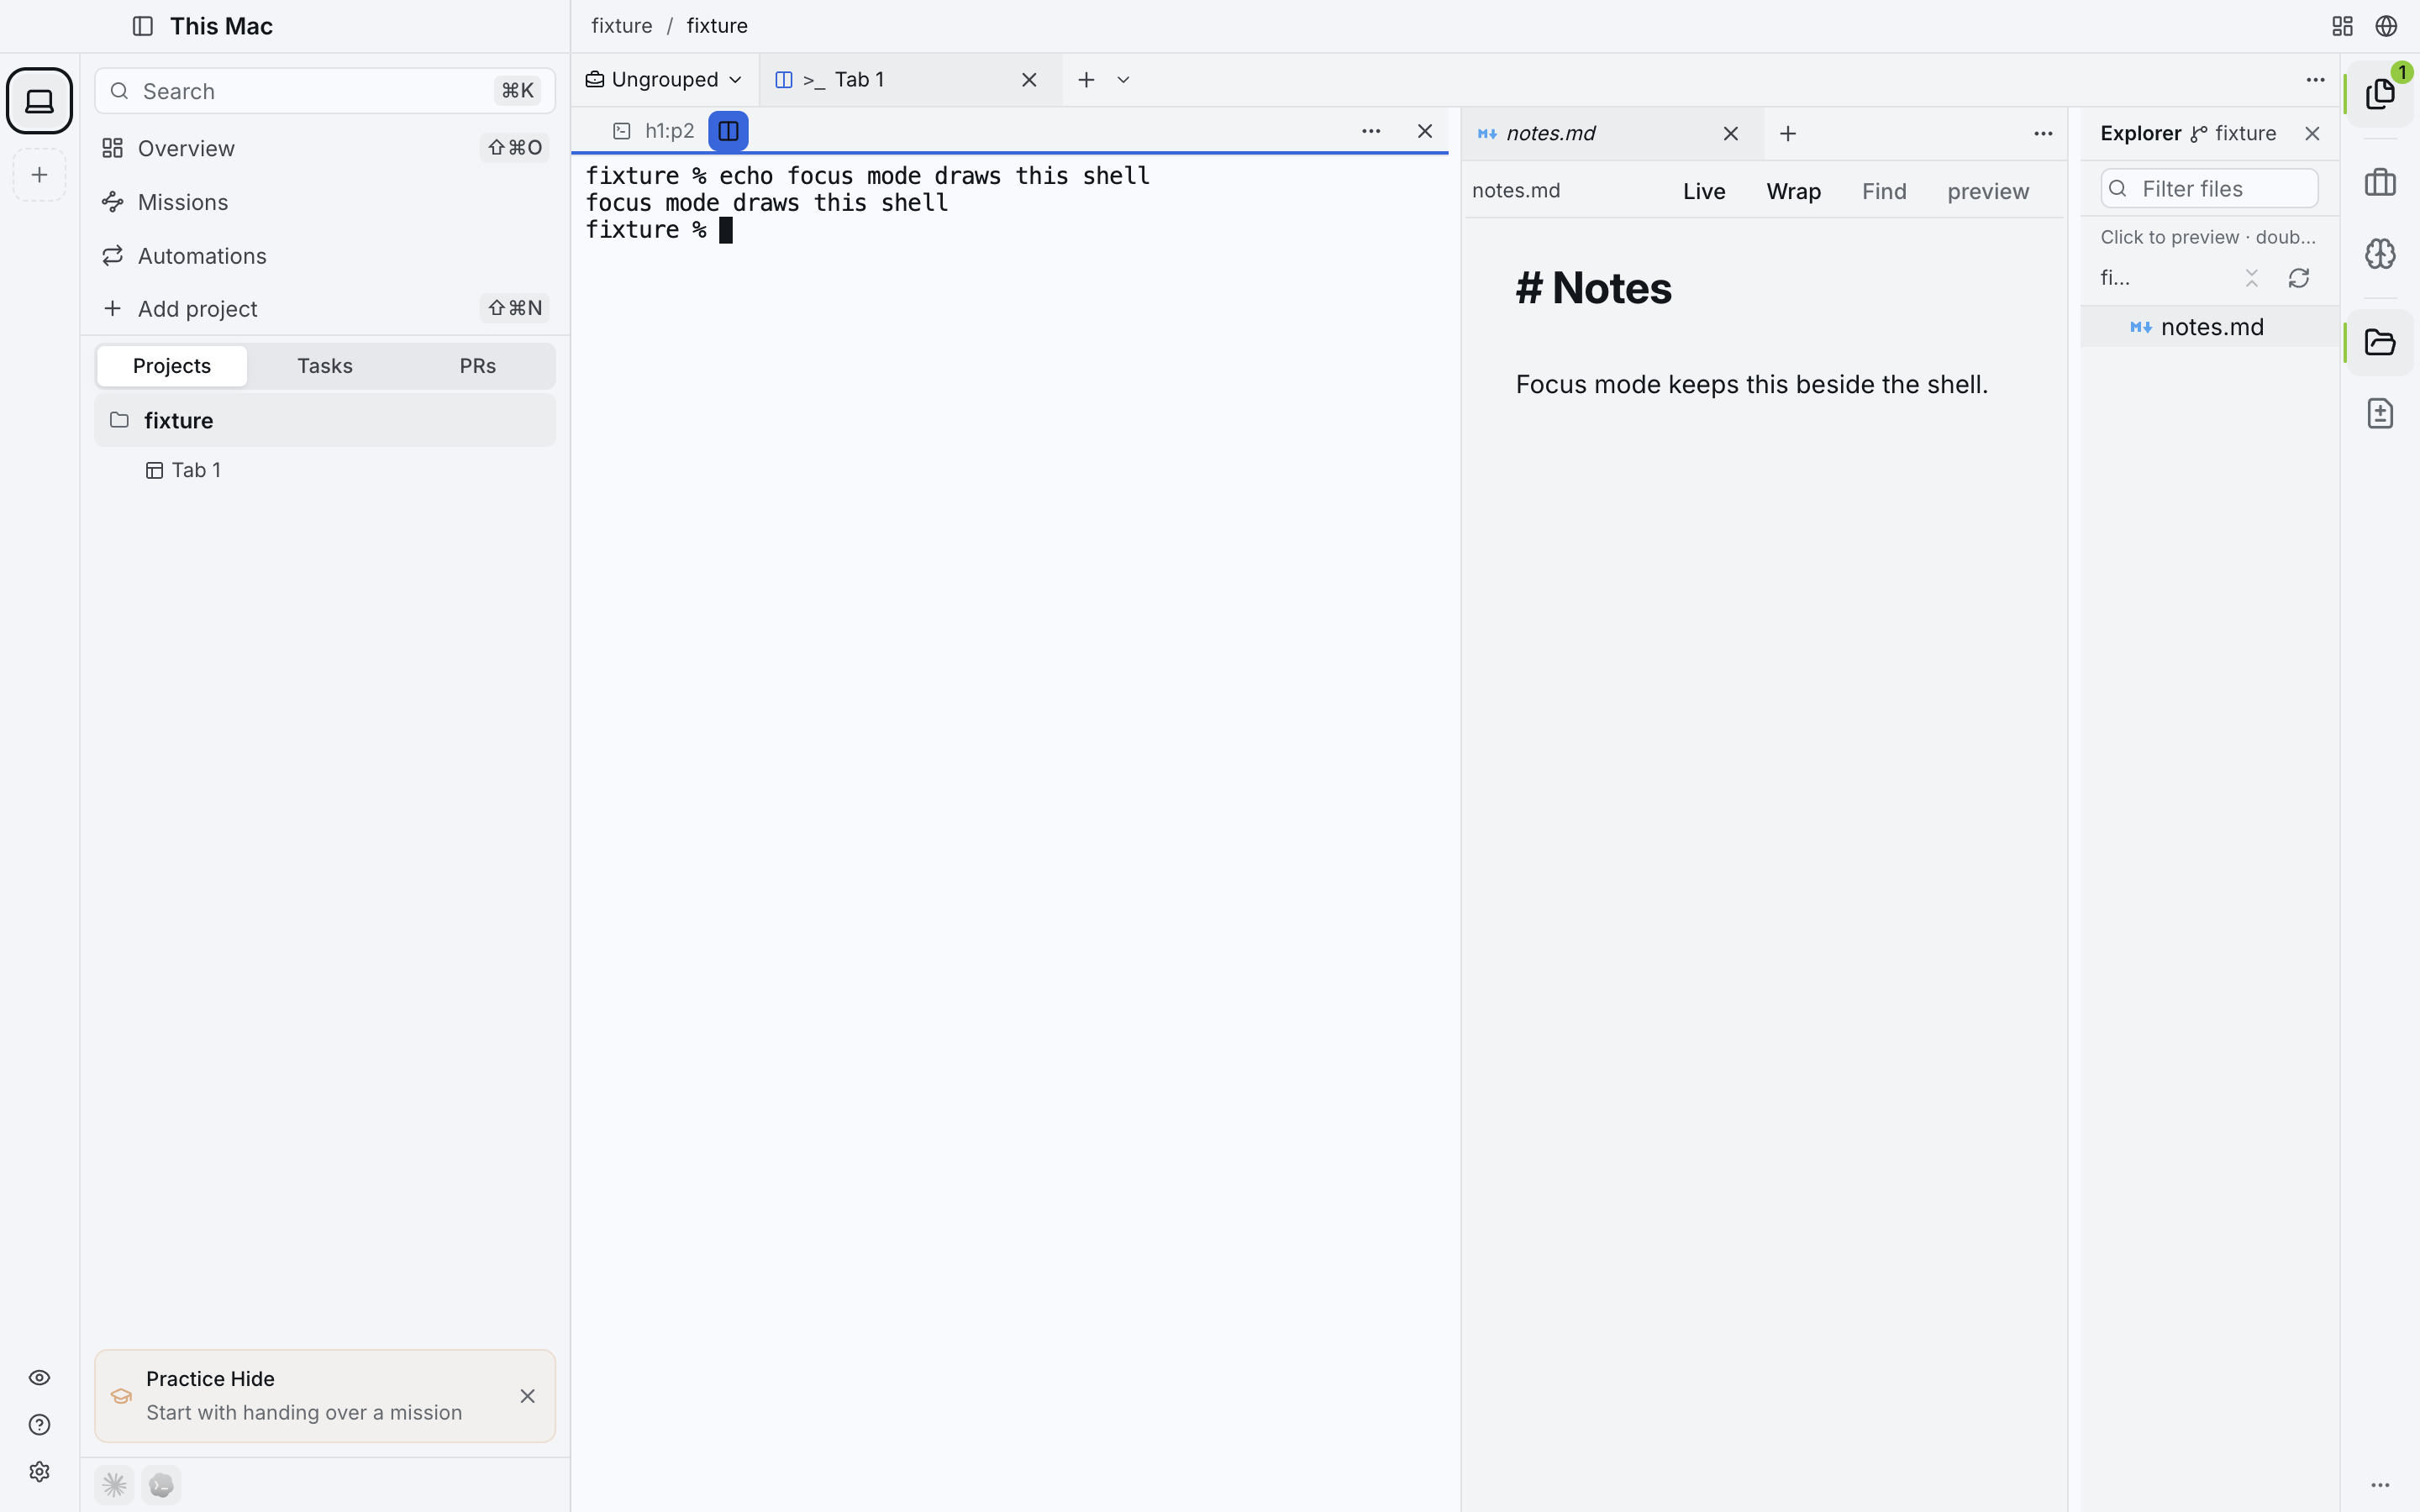 This Mac
fixture / fixture
Search ⌘K
Overview ⇧⌘O
Missions
Automations
Add project ⇧⌘N
Projects Tasks PRs
fixture
Tab 1
Practice Hide
Start with handing over a mission
Ungrouped
>_ Tab 1
h1:p2
fixture % echo focus mode draws this shell
focus mode draws this shell
fixture %
notes.md
notes.md Live Wrap Find preview
# Notes
Focus mode keeps this beside the shell.
Explorer fixture
Filter files
Click to preview · doub...
fi...
notes.md
1